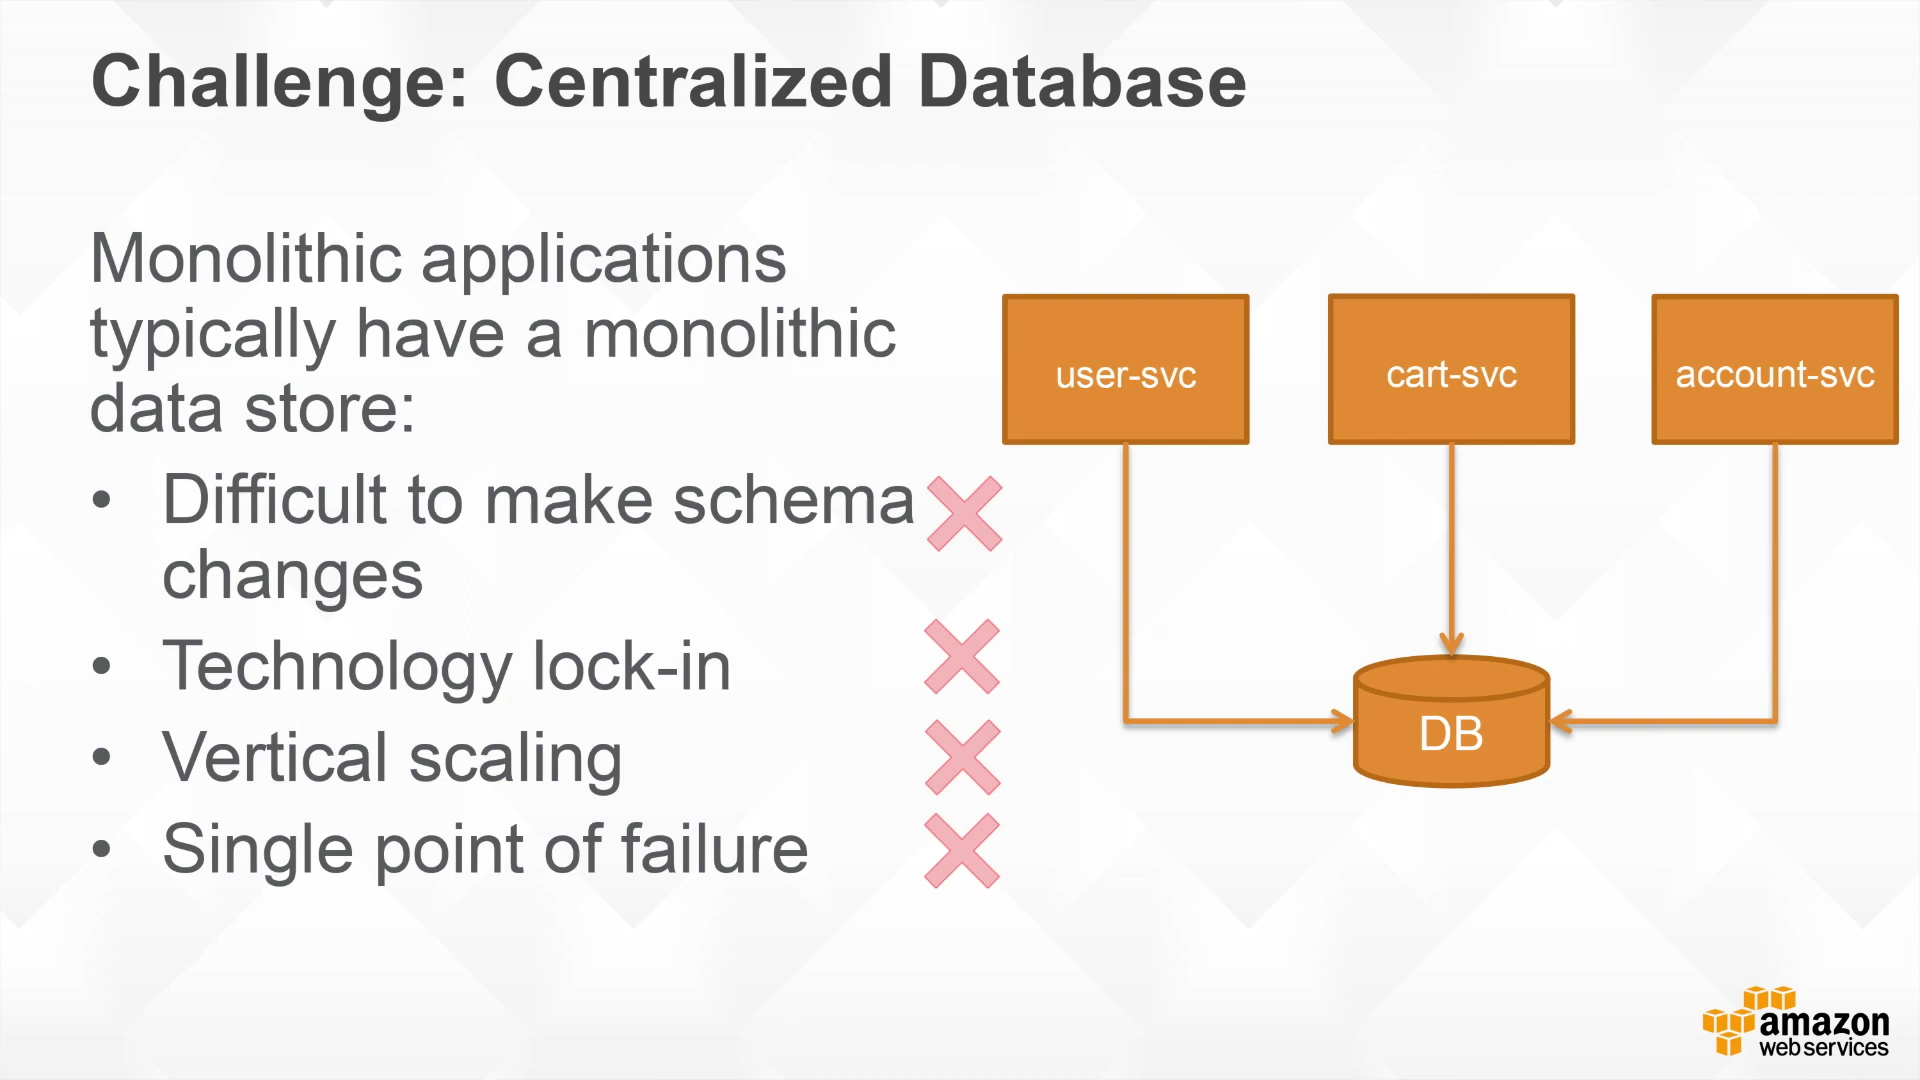 Challenge: Centralized Database
Monolithic applications
typically have a monolithic
data store:
• Difficult to make schema
changes
• Technology lock-in
• Vertical scaling
• Single point of failure
user-svc
cart-svc
account-svc
DB
amazon
web services